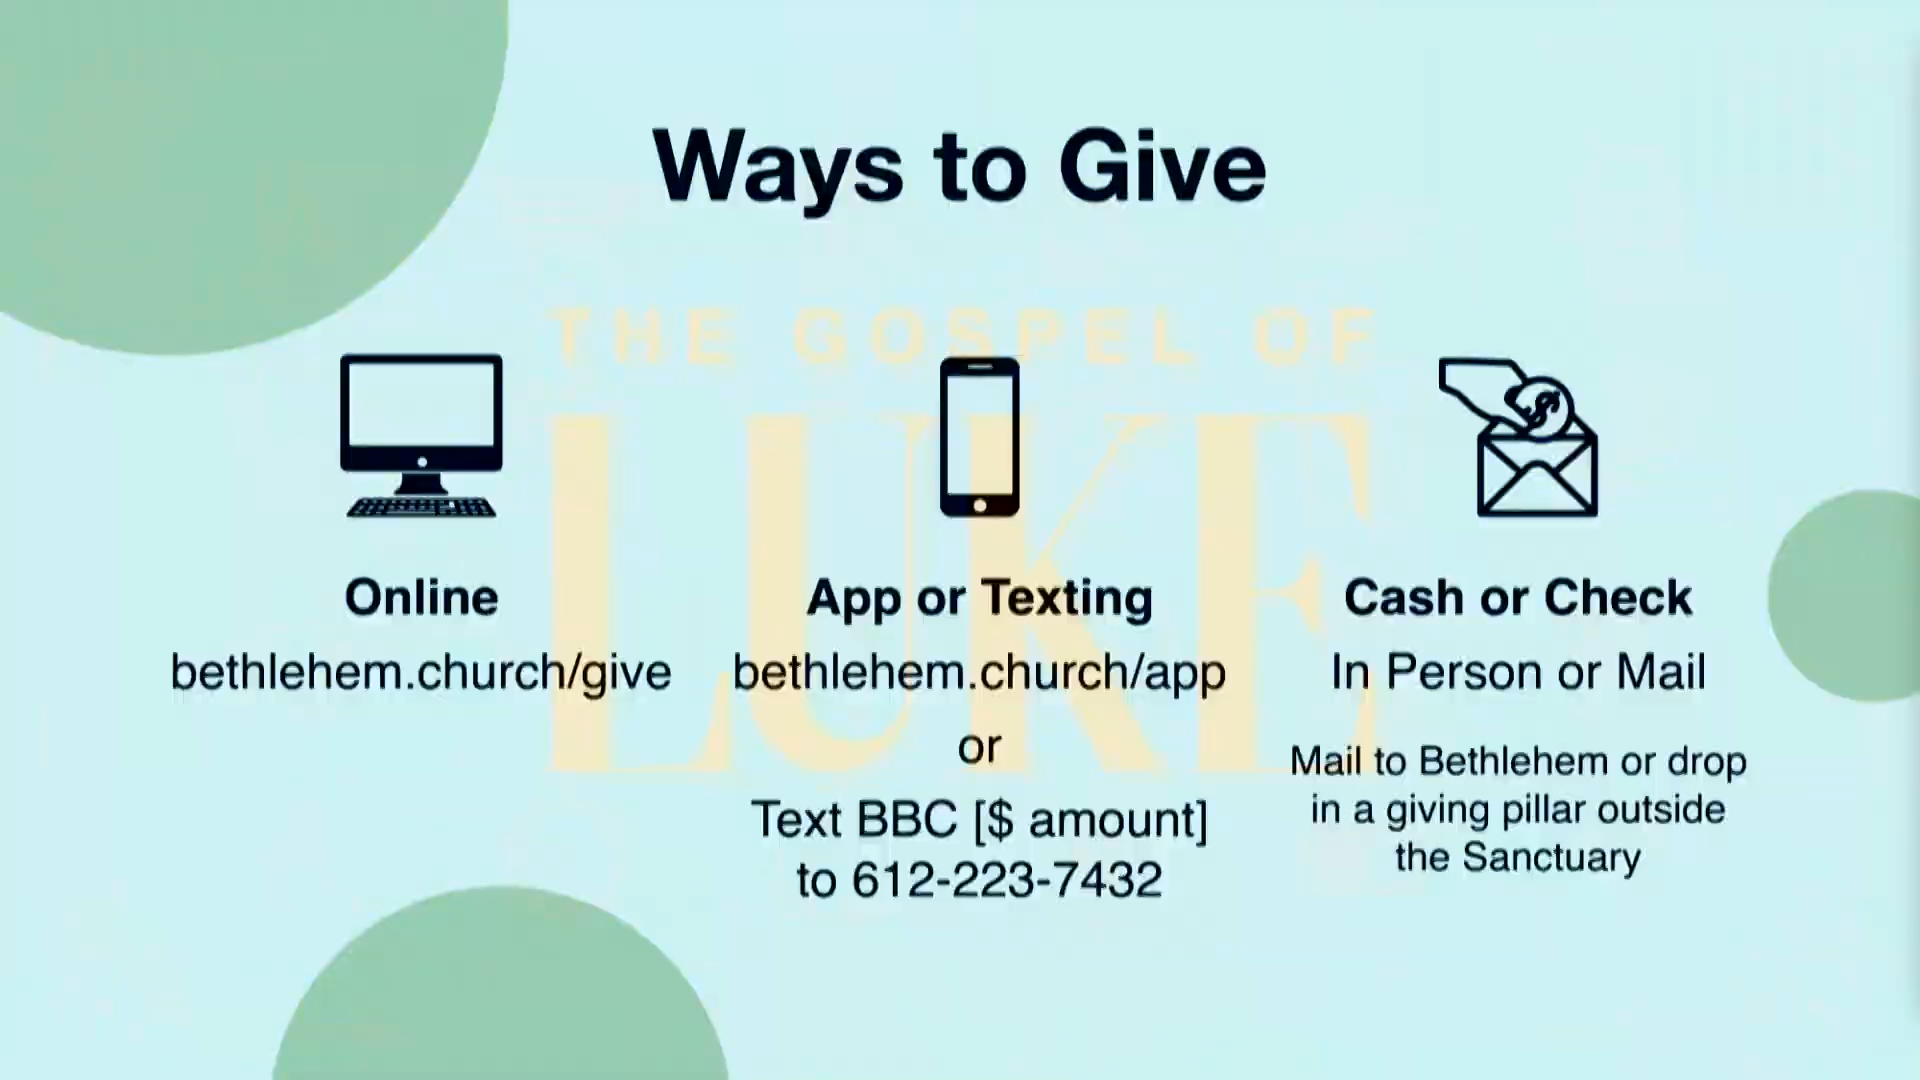 Ways to Give
THE GOSPEL OF
LUKE
Online
bethlehem.church/give
App or Texting
bethlehem.church/app
or
Text BBC [$ amount]
to 612-223-7432
Cash or Check
In Person or Mail
Mail to Bethlehem or drop
in a giving pillar outside
the Sanctuary